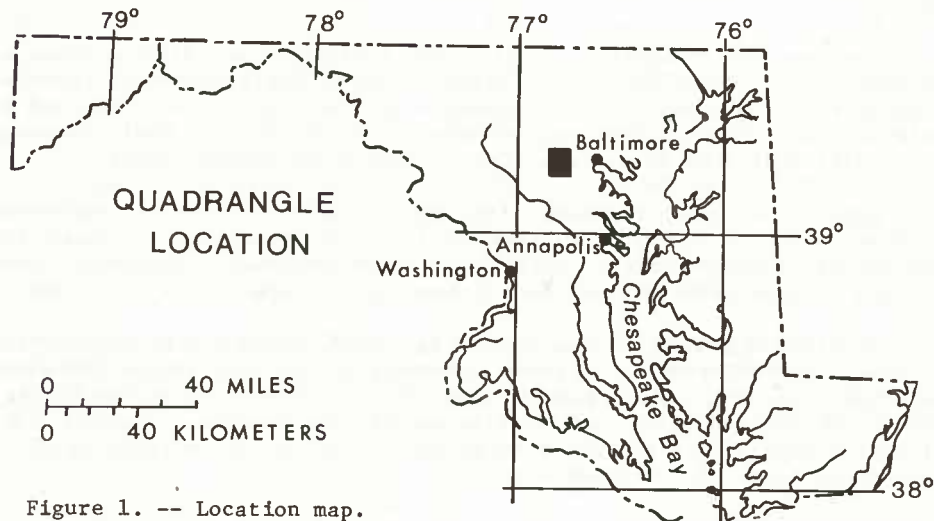 79°
78°
77°
76°
Baltimore
QUADRANGLE
LOCATION
39°
Annapolis
Washington
Chesapeake Bay
0 40 MILES
0 40 KILOMETERS
38°
Figure 1. -- Location map.